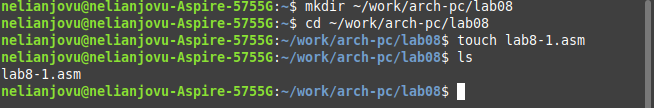 nelianjovu@nelianjovu-Aspire-5755G:~$ mkdir ~/work/arch-pc/lab08
nelianjovu@nelianjovu-Aspire-5755G:~$ cd ~/work/arch-pc/lab08
nelianjovu@nelianjovu-Aspire-5755G:~/work/arch-pc/lab08$ touch lab8-1.asm
nelianjovu@nelianjovu-Aspire-5755G:~/work/arch-pc/lab08$ ls
lab8-1.asm
nelianjovu@nelianjovu-Aspire-5755G:~/work/arch-pc/lab08$